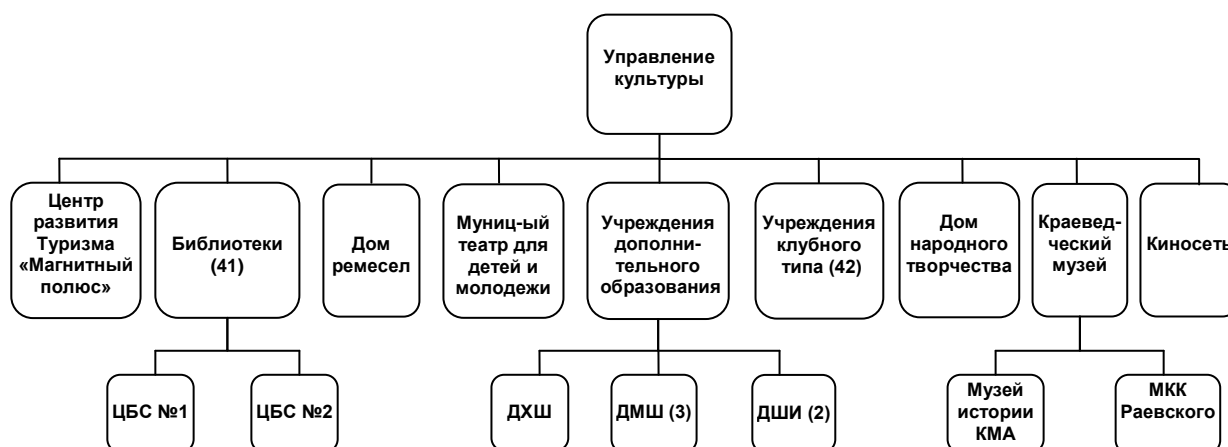 Управление
культуры
Центр
развития
Туризма
«Магнитный
полюс»
Библиотеки
(41)
Дом
ремесел
Муниц-ый
театр для
детей и
молодежи
Учреждения
дополни-
тельного
образования
Учреждения
клубного
типа (42)
Дом
народного
творчества
Краевед-
ческий
музей
Киносеть
ЦБС №1
ЦБС №2
ДХШ
ДМШ (3)
ДШИ (2)
Музей
истории
КМА
МКК
Раевского